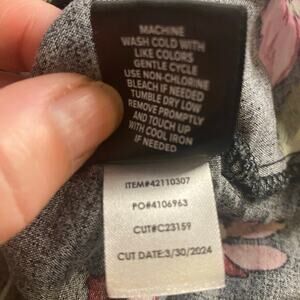 MACHINE
WASH COLD WITH
LIKE COLORS
GENTLE CYCLE
USE NON-CHLORINE
BLEACH IF NEEDED
TUMBLE DRY LOW
REMOVE PROMPTLY
AND TOUCH UP
WITH COOL IRON
IF NEEDED
ITEM#42110307
PO#4106963
CUT#C23159
CUT DATE:3/30/2024